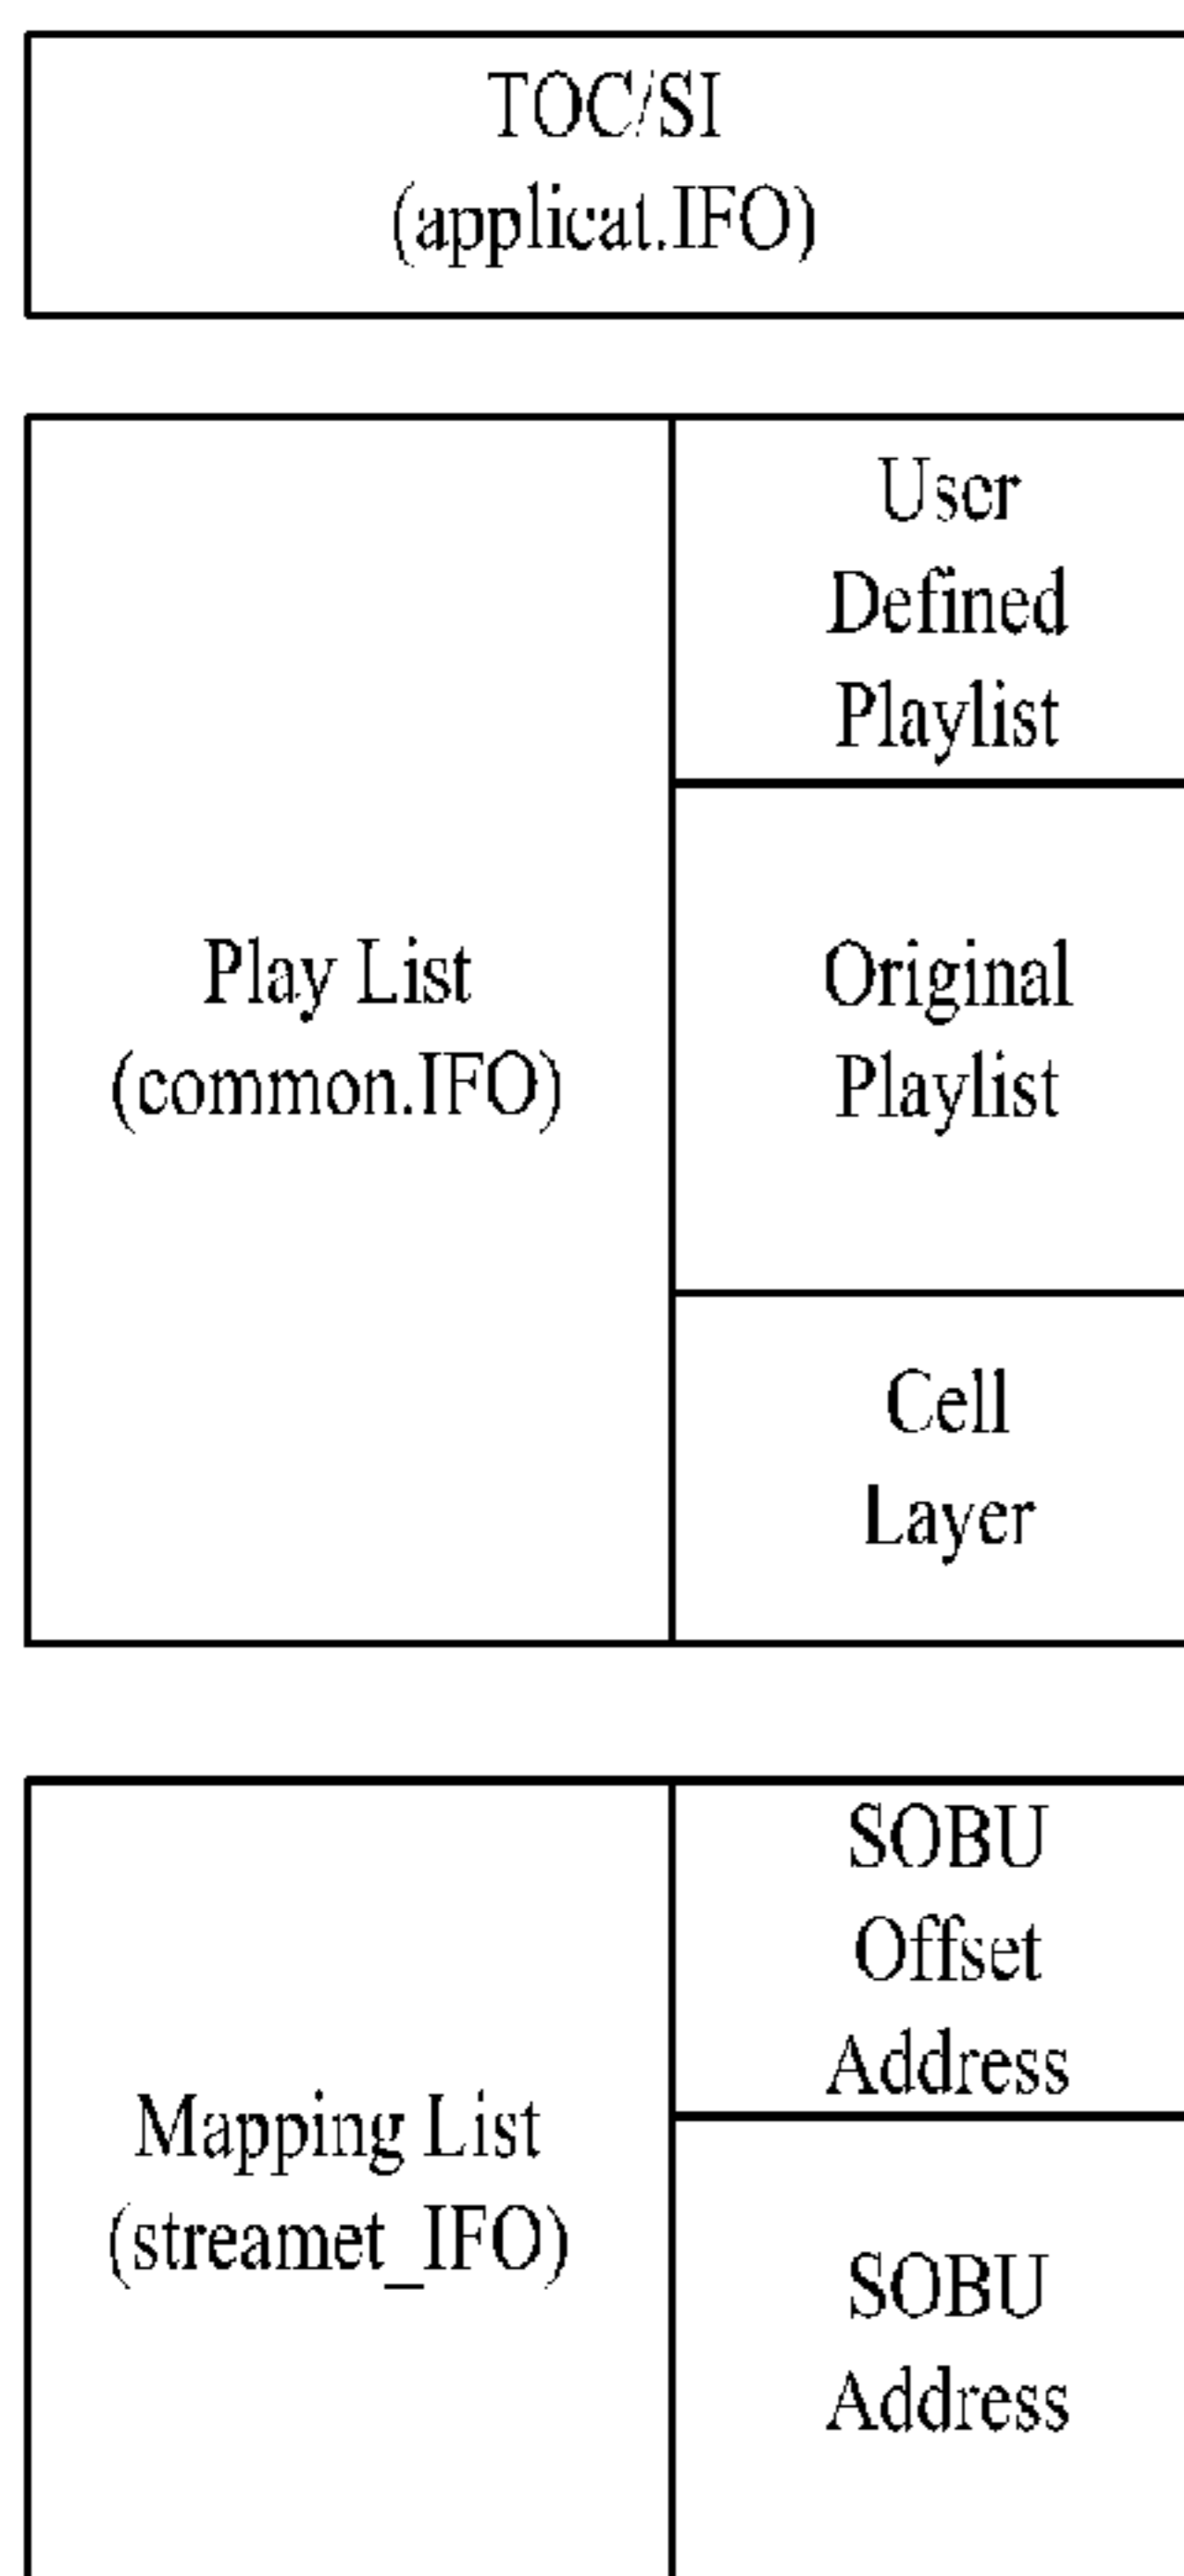 TOC/SI
(applicat.IFO)
User
Defined
Playlist
Play List
(common.IFO)
Original
Playlist
Cell
Layer
SOBU
Offset
Address
Mapping List
(streamet_IFO)
SOBU
Address